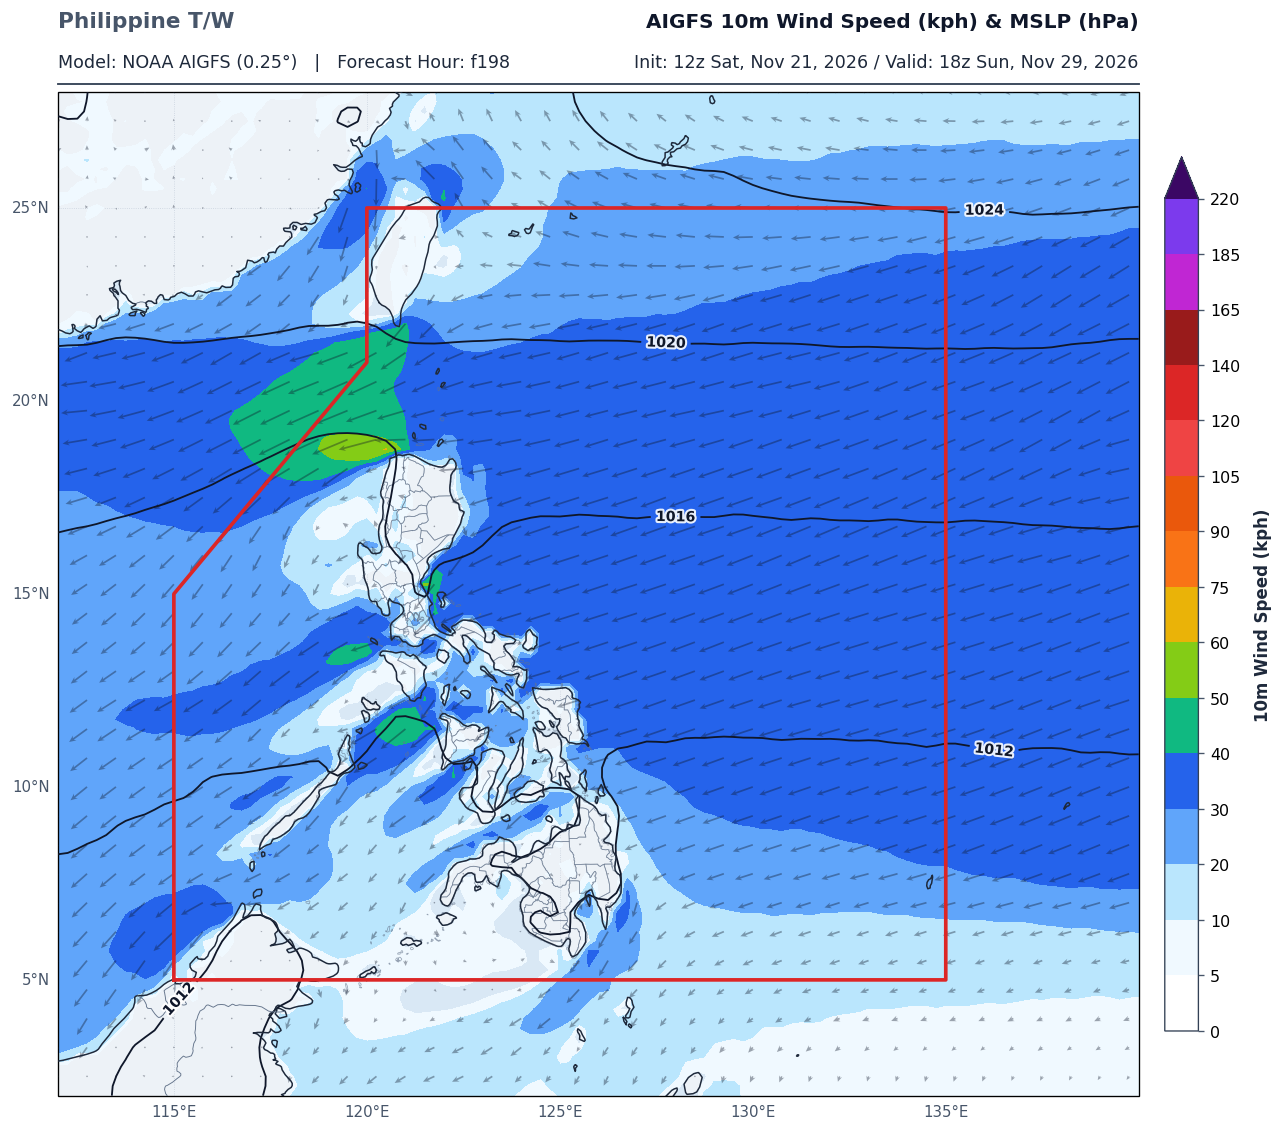 Philippine T/W
AIGFS 10m Wind Speed (kph) & MSLP (hPa)
Model: NOAA AIGFS (0.25°) | Forecast Hour: f198
Init: 12z Sat, Nov 21, 2026 / Valid: 18z Sun, Nov 29, 2026
25°N
20°N
15°N
10°N
5°N
115°E
120°E
125°E
130°E
135°E
1024
1020
1016
1012
1012
220
185
165
140
120
105
90
75
60
50
40
30
20
10
5
0
10m Wind Speed (kph)